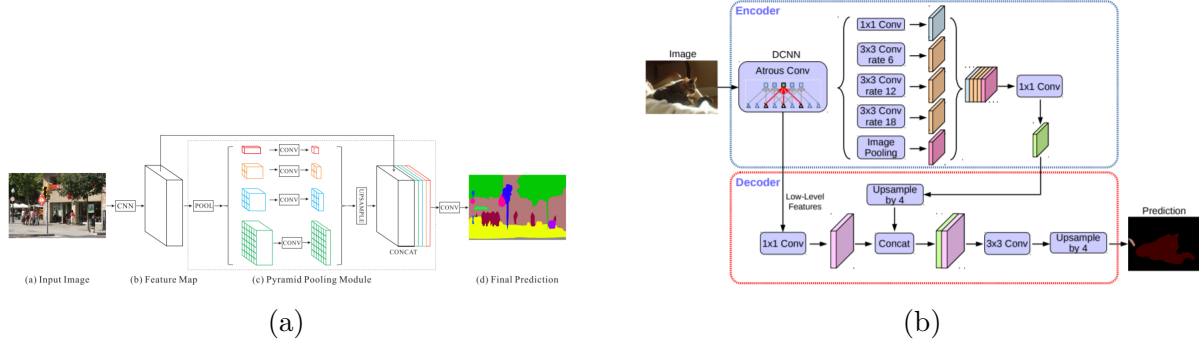 CNN
POOL
CONV
CONV
CONV
CONV
UPSAMPLE
CONCAT
CONV
(a) Input Image
(b) Feature Map
(c) Pyramid Pooling Module
(d) Final Prediction
(a)
Encoder
Image
DCNN
Atrous Conv
1x1 Conv
3x3 Conv
rate 6
3x3 Conv
rate 12
3x3 Conv
rate 18
Image
Pooling
1x1 Conv
Decoder
Low-Level
Features
Upsample
by 4
1x1 Conv
Concat
3x3 Conv
Upsample
by 4
Prediction
(b)